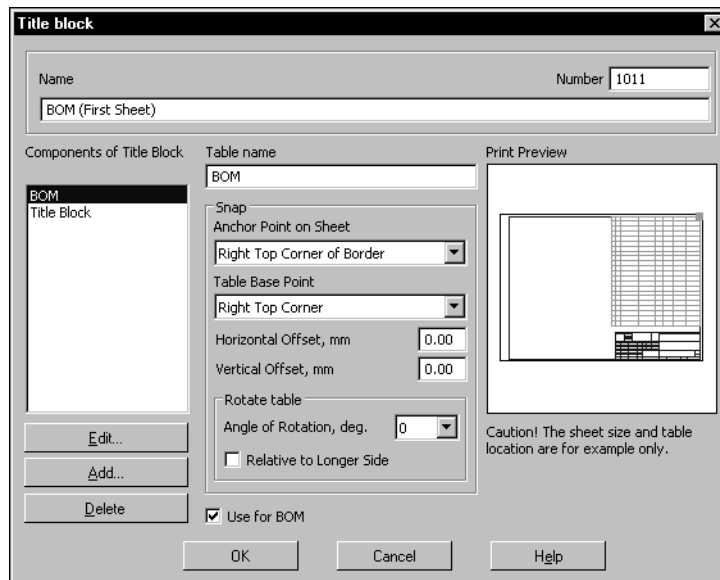 Title block
Name
Number 1011
BOM (First Sheet)
Components of Title Block
BOM
Title Block
Edit...
Add...
Delete
Table name
BOM
Snap
Anchor Point on Sheet
Right Top Corner of Border
Table Base Point
Right Top Corner
Horizontal Offset, mm 0.00
Vertical Offset, mm 0.00
Rotate table
Angle of Rotation, deg. 0
Relative to Longer Side
Use for BOM
Print Preview
Caution! The sheet size and table
location are for example only.
OK
Cancel
Help